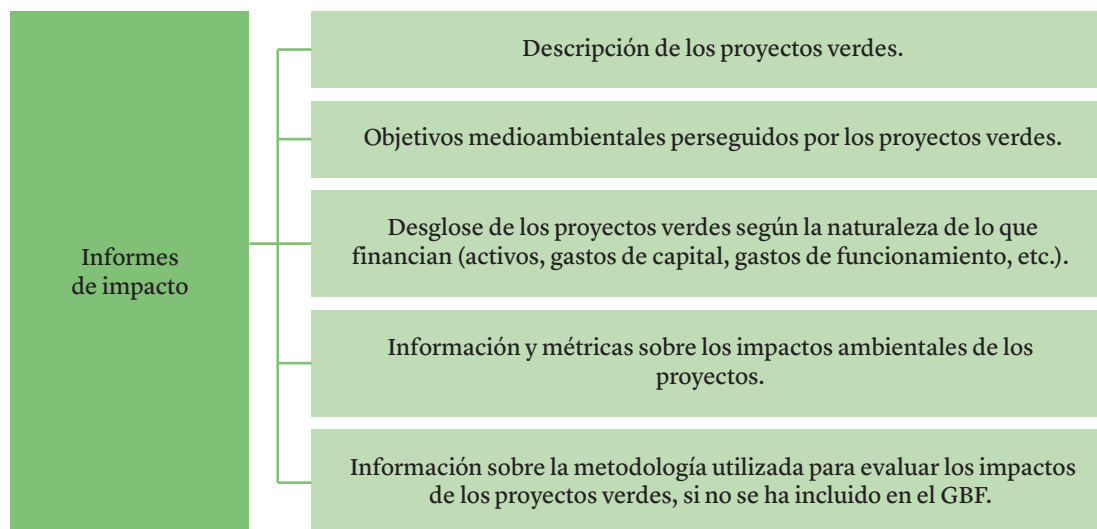 Informes
de impacto
Descripción de los proyectos verdes.
Objetivos medioambientales perseguidos por los proyectos verdes.
Desglose de los proyectos verdes según la naturaleza de lo que
financian (activos, gastos de capital, gastos de funcionamiento, etc.).
Información y métricas sobre los impactos ambientales de los
proyectos.
Información sobre la metodología utilizada para evaluar los impactos
de los proyectos verdes, si no se ha incluido en el GBF.